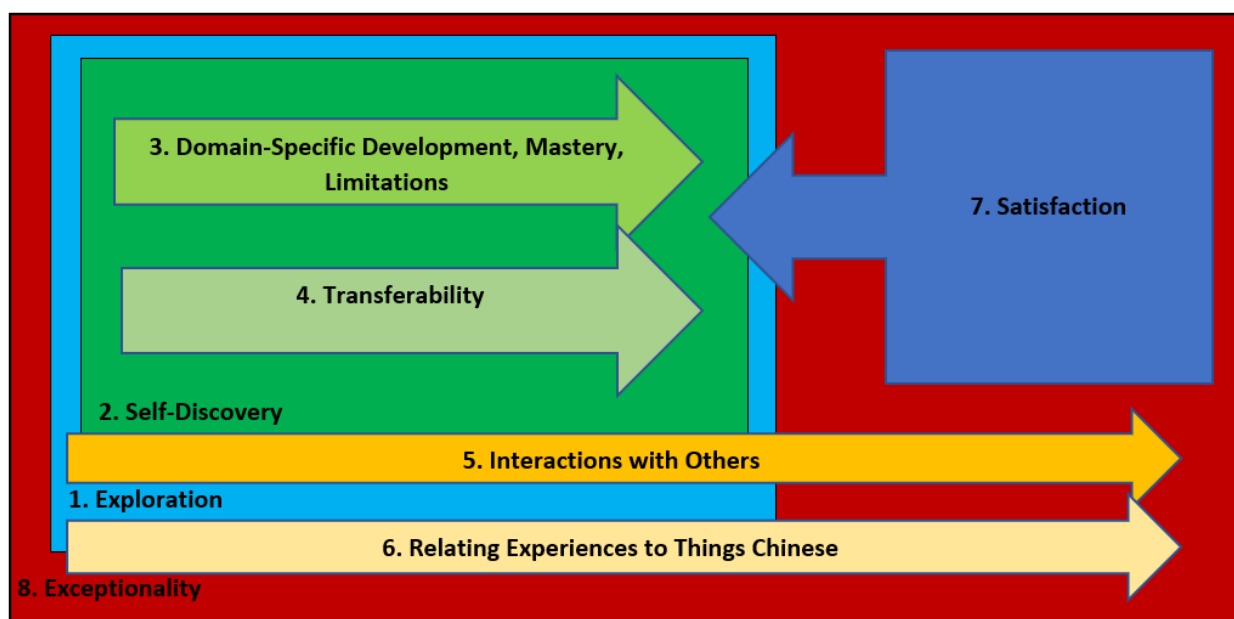 3. Domain-Specific Development, Mastery,
Limitations
7. Satisfaction
4. Transferability
2. Self-Discovery
5. Interactions with Others
1. Exploration
6. Relating Experiences to Things Chinese
8. Exceptionality